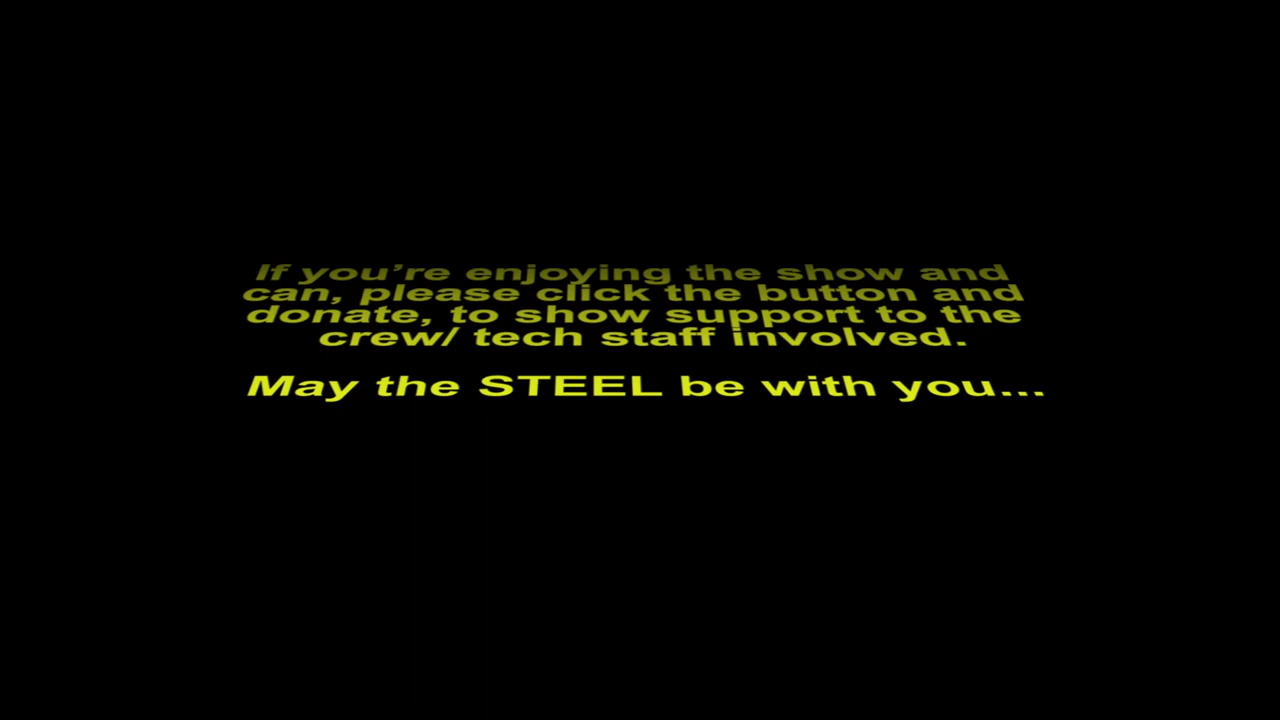 If you’re enjoying the show and
can, please click the button and
donate, to show support to the
crew/ tech staff involved.
May the STEEL be with you...